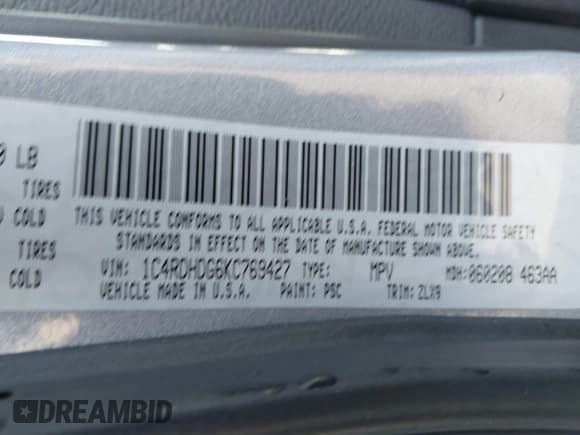 0 LB
TIRES
COLD
TIRES
COLD
THIS VEHICLE CONFORMS TO ALL APPLICABLE U.S.A. FEDERAL MOTOR VEHICLE SAFETY
STANDARDS IN EFFECT ON THE DATE OF MANUFACTURE SHOWN ABOVE.
VIN: 1C4RDHDG6KC769427 TYPE: MPV MDH:060208 463AA
VEHICLE MADE IN U.S.A. PAINT: PSC TRIM: ZLX9
DREAMBID